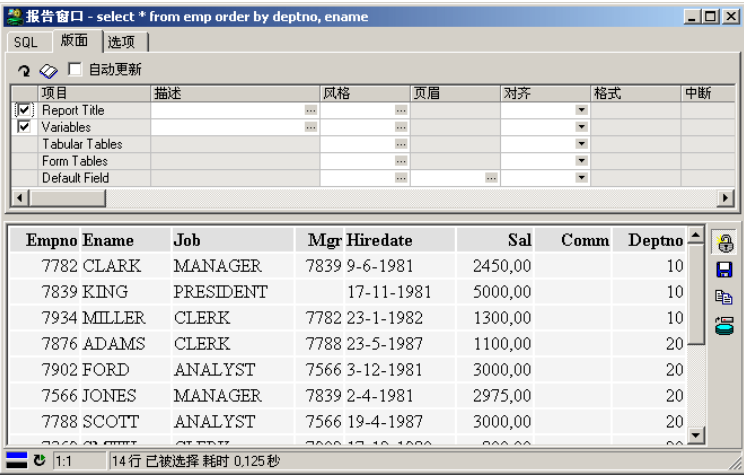 报告窗口 - select * from emp order by deptno, ename
SQL 版面 选项
自动更新
项目 描述 风格 页眉 对齐 格式 中断
Report Title
Variables
Tabular Tables
Form Tables
Default Field
Empno Ename Job Mgr Hiredate Sal Comm Deptno
7782 CLARK MANAGER 7839 9-6-1981 2450,00 10
7839 KING PRESIDENT 17-11-1981 5000,00 10
7934 MILLER CLERK 7782 23-1-1982 1300,00 10
7876 ADAMS CLERK 7788 23-5-1987 1100,00 20
7902 FORD ANALYST 7566 3-12-1981 3000,00 20
7566 JONES MANAGER 7839 2-4-1981 2975,00 20
7788 SCOTT ANALYST 7566 19-4-1987 3000,00 20
1:1 14行 已被选择 耗时 0,125秒